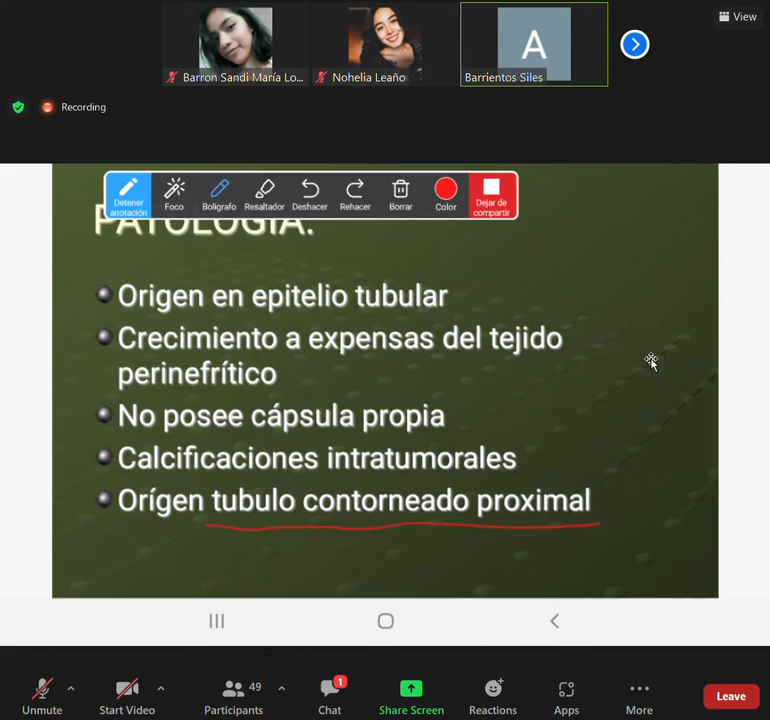 View
Barron Sandi María Lo...
Nohelia Leaño
A
Barrientos Siles
Recording
Detener anotación
Foco
Bolígrafo
Resaltador
Deshacer
Rehacer
Borrar
Color
Dejar de compartir
PATOLOGIA:
Origen en epitelio tubular
Crecimiento a expensas del tejido
perinefrítico
No posee cápsula propia
Calcificaciones intratumorales
Orígen tubulo contorneado proximal
Unmute
Start Video
49
Participants
1
Chat
Share Screen
Reactions
Apps
More
Leave